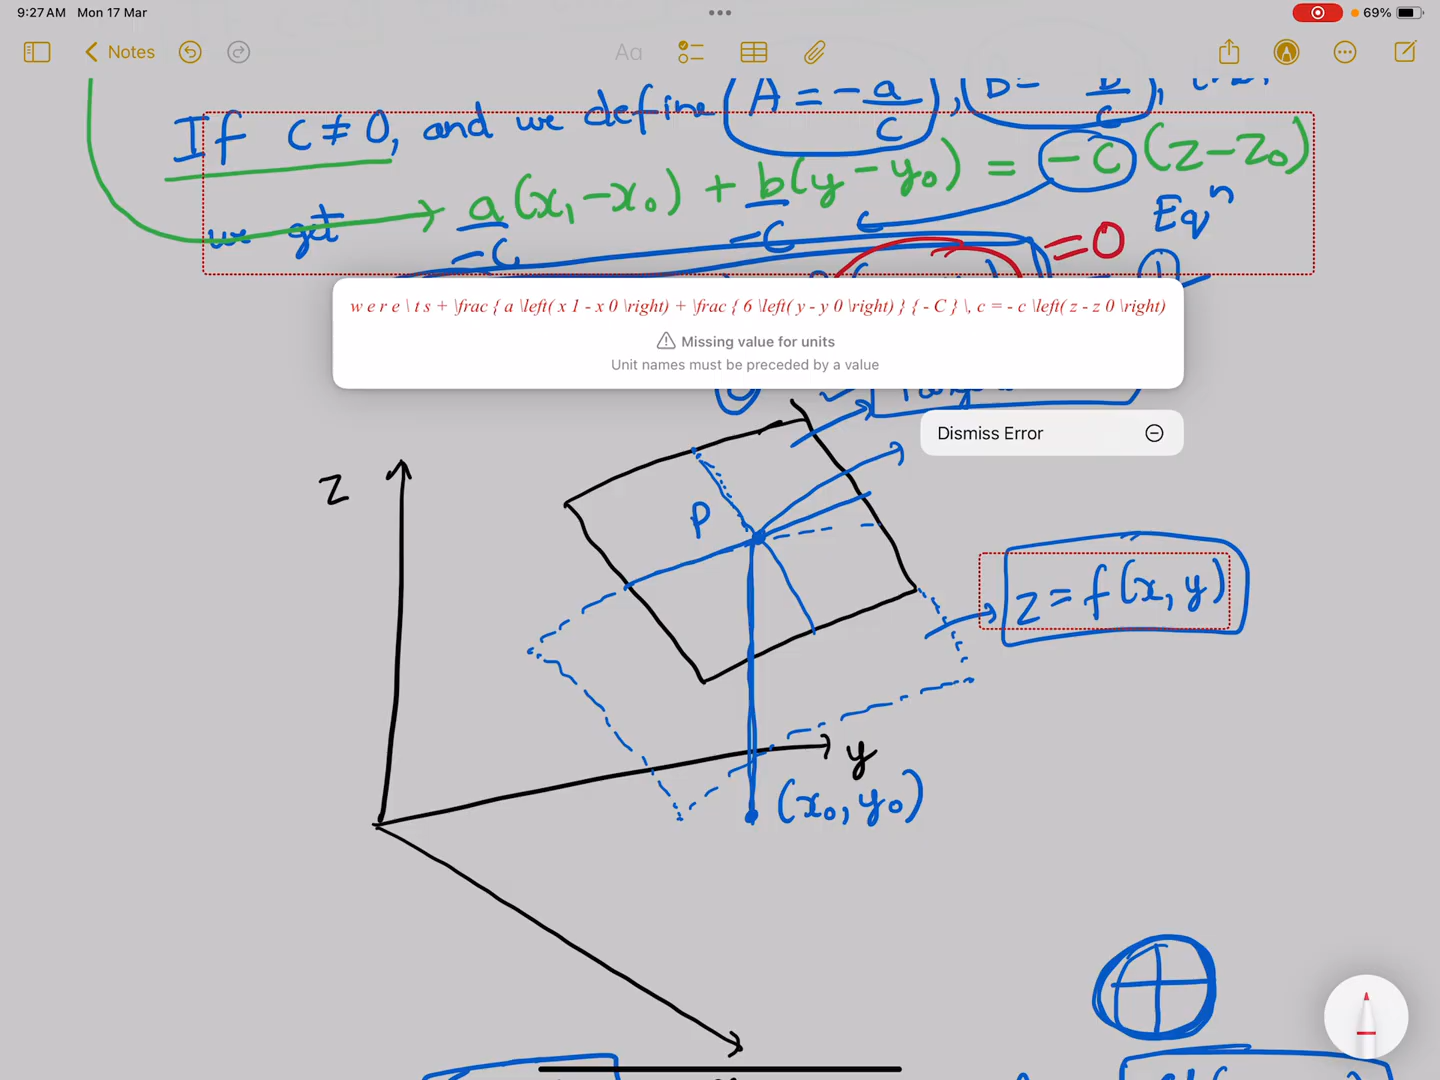 9:27 AM Mon 17 Mar
69%
Notes
Aa
If C ≠ 0, and we define (A = -a/c), (B = b/c),
a(x₁-x₀) + b(y-y₀) = -C(z-z₀)
we get
-C
-C
C
Eqⁿ
=0
1
w e r e \ t s + \frac { a \left( x 1 - x 0 \right) + \frac { 6 \left( y - y 0 \right) } { - C } \, c = - c \left( z - z 0 \right)
Missing value for units
Unit names must be preceded by a value
Dismiss Error
z
P
z = f(x, y)
y
(x₀, y₀)